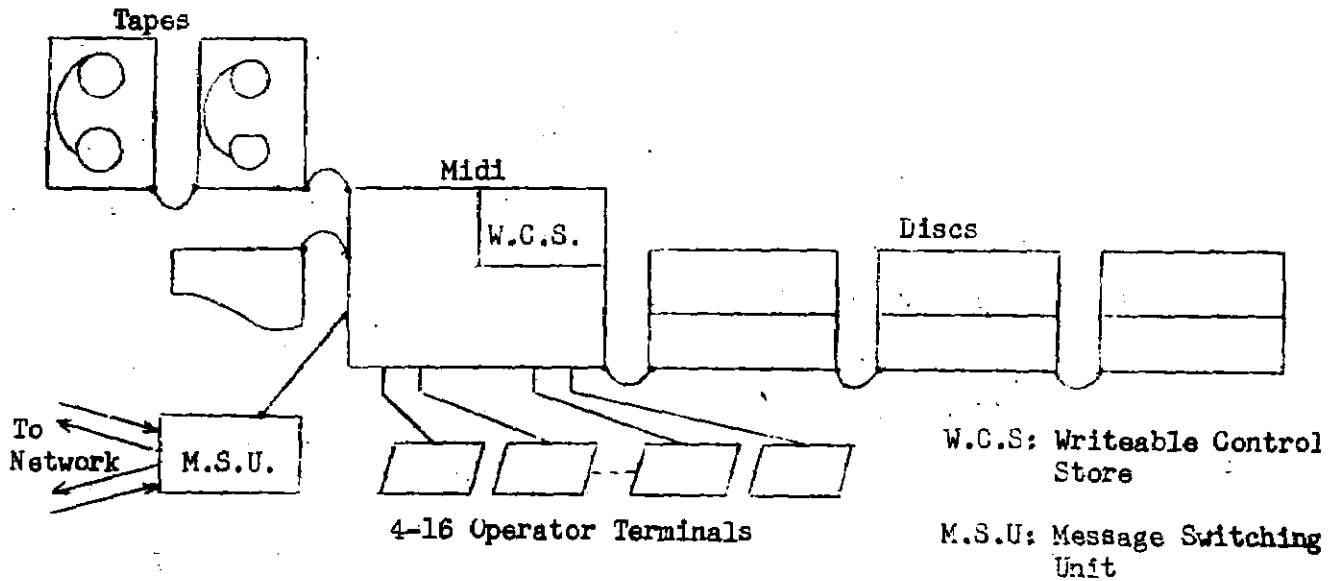 Tapes
Midi
W.C.S.
Discs
To
Network
M.S.U.
4-16 Operator Terminals
W.C.S: Writeable Control
Store
M.S.U: Message Switching
Unit